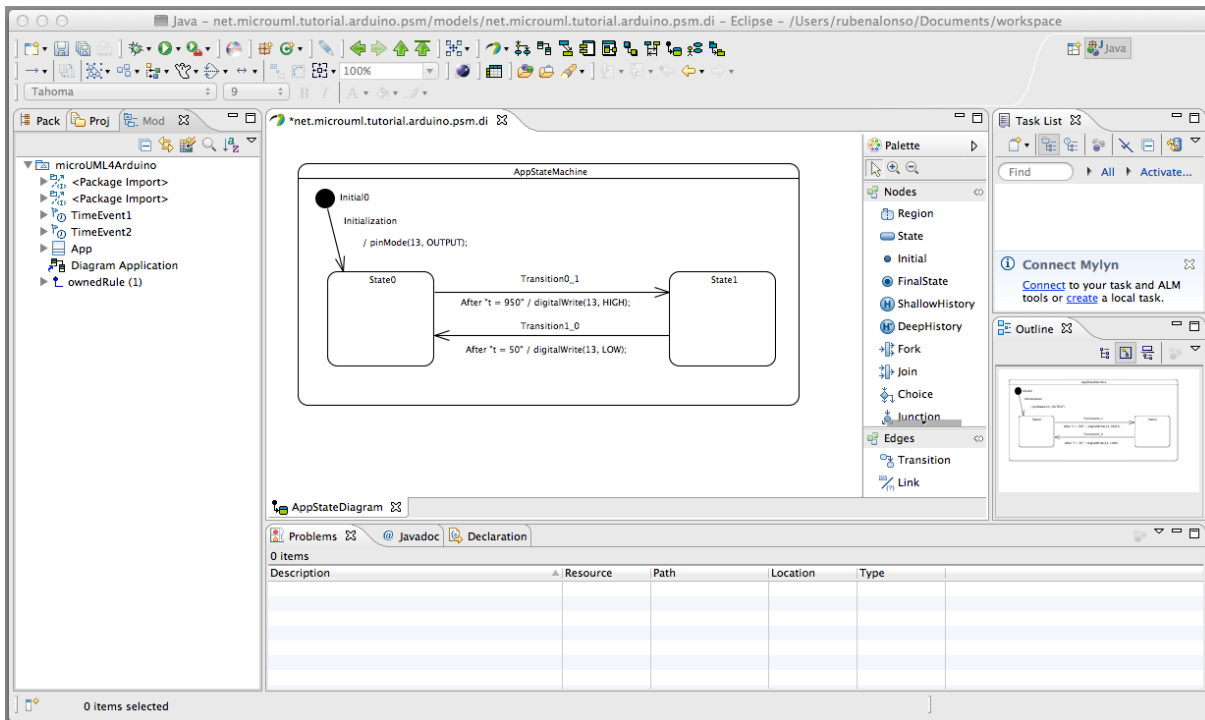 Java – net.microuml.tutorial.arduino.psm/models/net.microuml.tutorial.arduino.psm.di – Eclipse – /Users/rubenalonso/Documents/workspace
Java
100%
Tahoma 9 B I A
Pack Proj Mod
microUML4Arduino
<Package Import>
<Package Import>
TimeEvent1
TimeEvent2
App
Diagram Application
ownedRule (1)
*net.microuml.tutorial.arduino.psm.di
AppStateMachine
Initial0
Initialization
/ pinMode(13, OUTPUT);
State0
Transition0_1
State1
After "t = 950" / digitalWrite(13, HIGH);
Transition1_0
After "t = 50" / digitalWrite(13, LOW);
AppStateDiagram
Palette
Nodes
Region
State
Initial
FinalState
ShallowHistory
DeepHistory
Fork
Join
Choice
Junction
Edges
Transition
Link
Task List
Find All Activate...
Connect Mylyn
Connect to your task and ALM
tools or create a local task.
Outline
Problems @ Javadoc Declaration
0 items
Description Resource Path Location Type
0 items selected